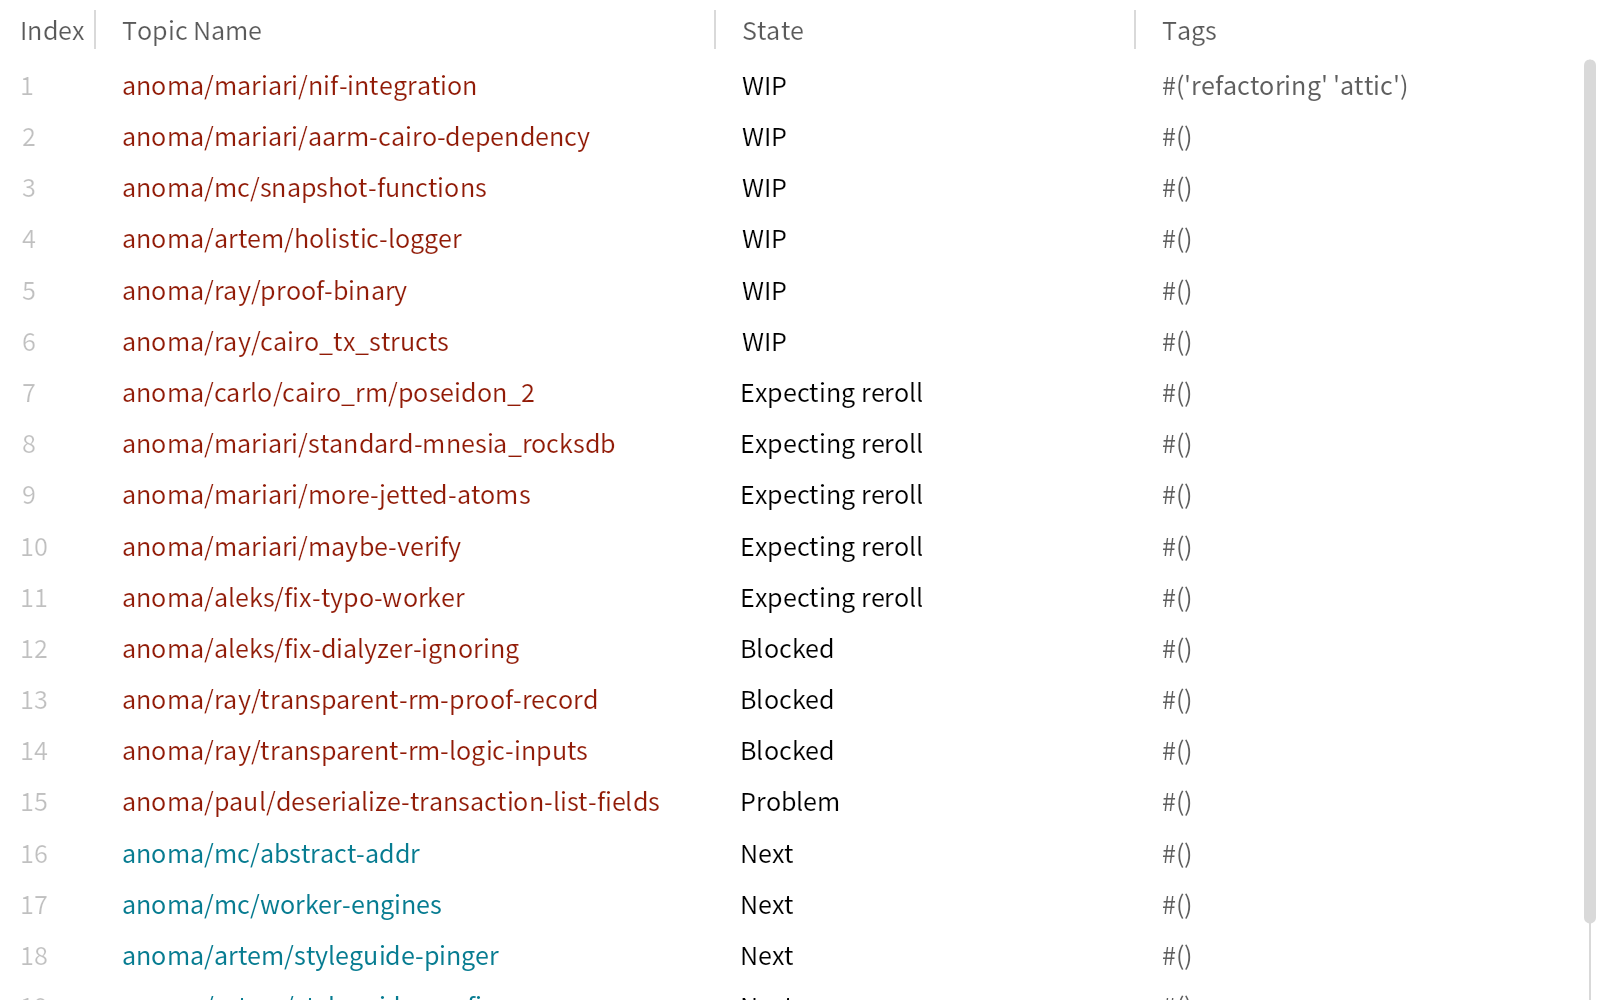 Index Topic Name State Tags
1 anoma/mariari/nif-integration WIP #('refactoring' 'attic')
2 anoma/mariari/aarm-cairo-dependency WIP #()
3 anoma/mc/snapshot-functions WIP #()
4 anoma/artem/holistic-logger WIP #()
5 anoma/ray/proof-binary WIP #()
6 anoma/ray/cairo_tx_structs WIP #()
7 anoma/carlo/cairo_rm/poseidon_2 Expecting reroll #()
8 anoma/mariari/standard-mnesia_rocksdb Expecting reroll #()
9 anoma/mariari/more-jetted-atoms Expecting reroll #()
10 anoma/mariari/maybe-verify Expecting reroll #()
11 anoma/aleks/fix-typo-worker Expecting reroll #()
12 anoma/aleks/fix-dialyzer-ignoring Blocked #()
13 anoma/ray/transparent-rm-proof-record Blocked #()
14 anoma/ray/transparent-rm-logic-inputs Blocked #()
15 anoma/paul/deserialize-transaction-list-fields Problem #()
16 anoma/mc/abstract-addr Next #()
17 anoma/mc/worker-engines Next #()
18 anoma/artem/styleguide-pinger Next #()